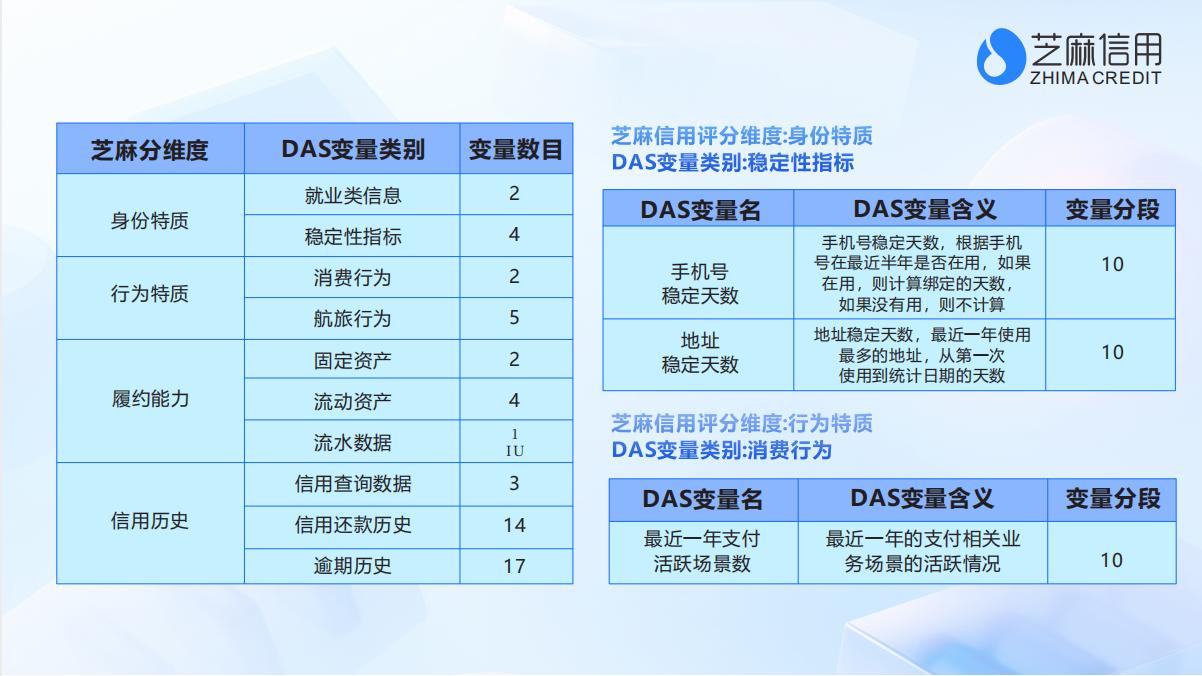 芝麻信用
ZHIMA CREDIT
芝麻分维度 DAS变量类别 变量数目
身份特质
就业类信息 2
稳定性指标 4
行为特质
消费行为 2
航旅行为 5
履约能力
固定资产 2
流动资产 4
流水数据
1
IU
信用历史
信用查询数据 3
信用还款历史 14
逾期历史 17
芝麻信用评分维度:身份特质
DAS变量类别:稳定性指标
DAS变量名 DAS变量含义 变量分段
手机号
稳定天数
手机号稳定天数，根据手机
号在最近半年是否在用，如果
在用，则计算绑定的天数，
如果没有用，则不计算
10
地址
稳定天数
地址稳定天数，最近一年使用
最多的地址，从第一次
使用到统计日期的天数
10
芝麻信用评分维度:行为特质
DAS变量类别:消费行为
DAS变量名 DAS变量含义 变量分段
最近一年支付
活跃场景数
最近一年的支付相关业
务场景的活跃情况
10